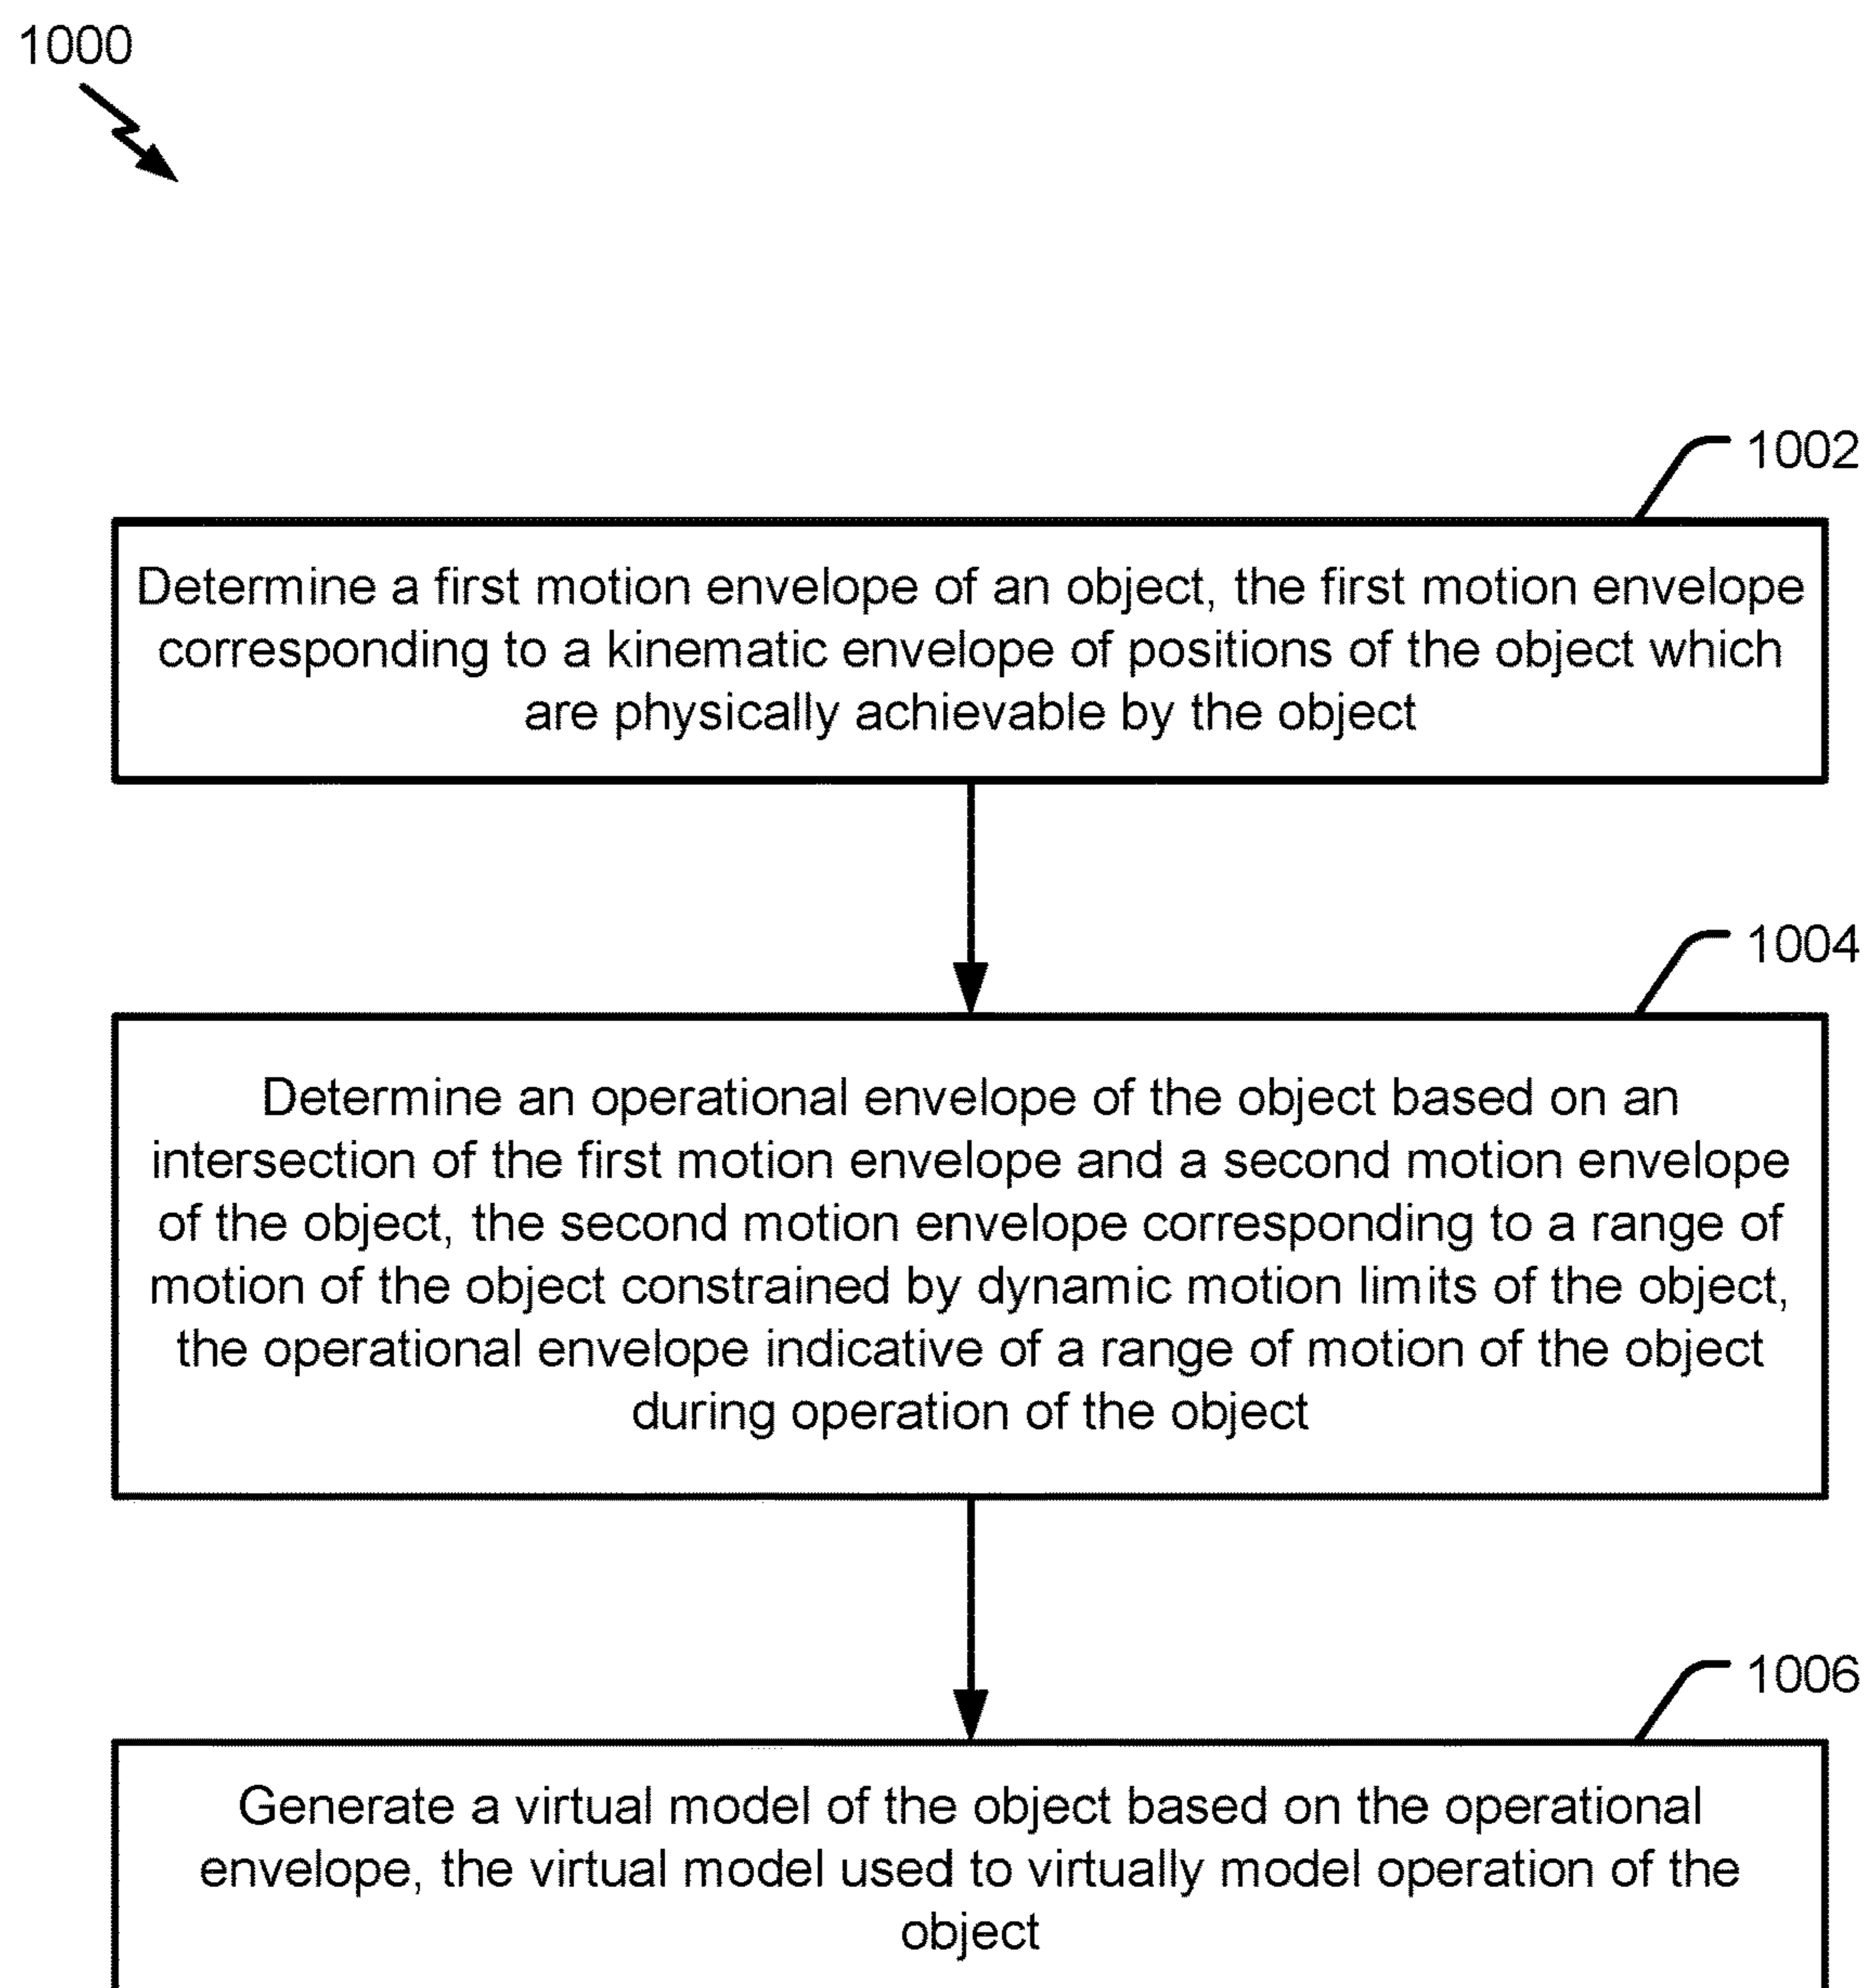 1000
1002
Determine a first motion envelope of an object, the first motion envelope
corresponding to a kinematic envelope of positions of the object which
are physically achievable by the object
1004
Determine an operational envelope of the object based on an
intersection of the first motion envelope and a second motion envelope
of the object, the second motion envelope corresponding to a range of
motion of the object constrained by dynamic motion limits of the object,
the operational envelope indicative of a range of motion of the object
during operation of the object
1006
Generate a virtual model of the object based on the operational
envelope, the virtual model used to virtually model operation of the
object